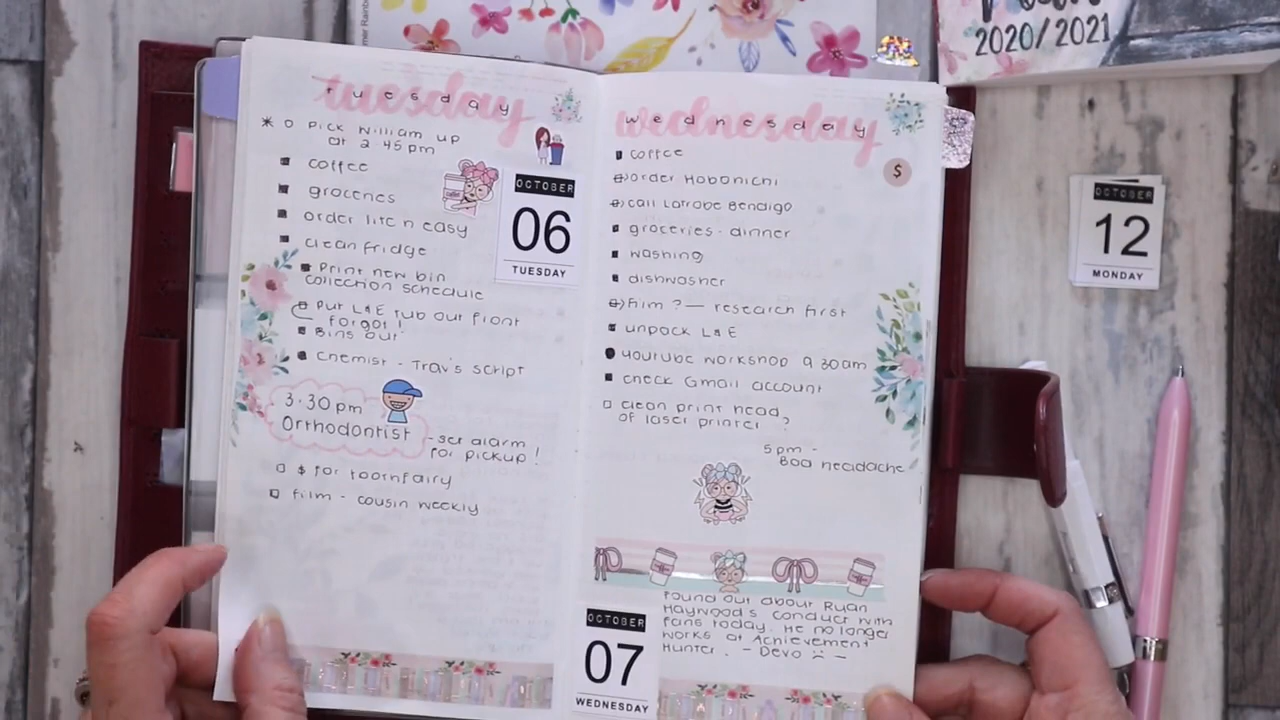 2020/2021
tuesday
tuesday
* o Pick William up
at 2 45pm
coffee
groceries
order lite n easy
clean fridge
Print new bin
collection schedule
Put L&E tub out front
forgot!
Bins out
chemist - Trav's script
3.30pm
Orthodontist
- set alarm
for pickup!
$ for toothfairy
film - cousin weekly
OCTOBER
06
TUESDAY
wednesday
wednesday
$
coffee
order Hobonichi
call Latrobe Bendigo
groceries - dinner
washing
dishwasher
film ? — research first
unpack L&E
youtube workshop 9 30am
check Gmail account
clean print head
of laser printer ?
5pm -
Bad headache
found out about Ryan
Haywood's conduct with
fans today. He no longer
works at Achievement
Hunter. - Devo :( -
OCTOBER
07
WEDNESDAY
OCTOBER
12
MONDAY